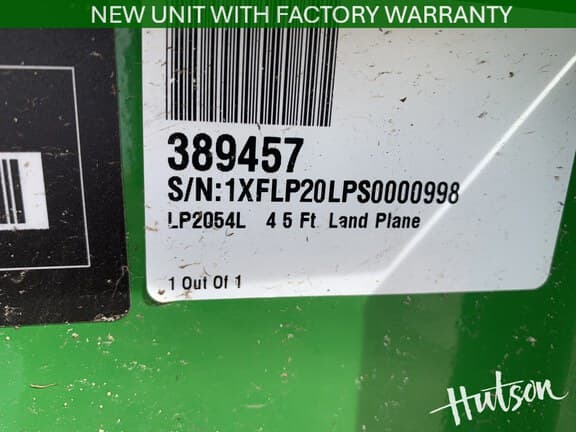 NEW UNIT WITH FACTORY WARRANTY
389457
S/N:1XFLP20LPS0000998
LP2054L 4 5 Ft Land Plane
1 Out Of 1
Hutson